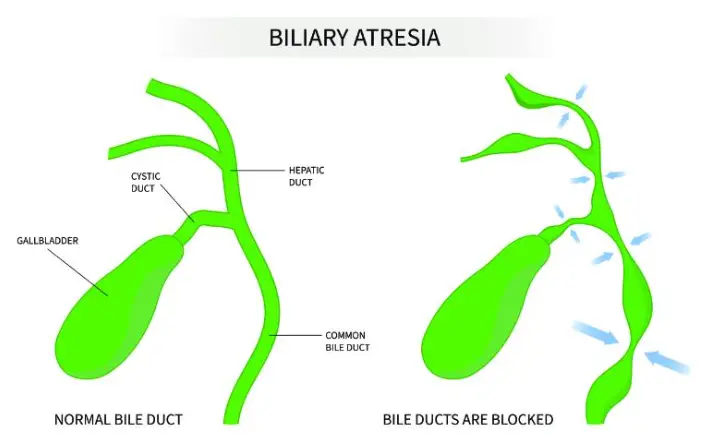 BILIARY ATRESIA
HEPATIC
DUCT
CYSTIC
DUCT
GALLBLADDER
COMMON
BILE DUCT
NORMAL BILE DUCT
BILE DUCTS ARE BLOCKED